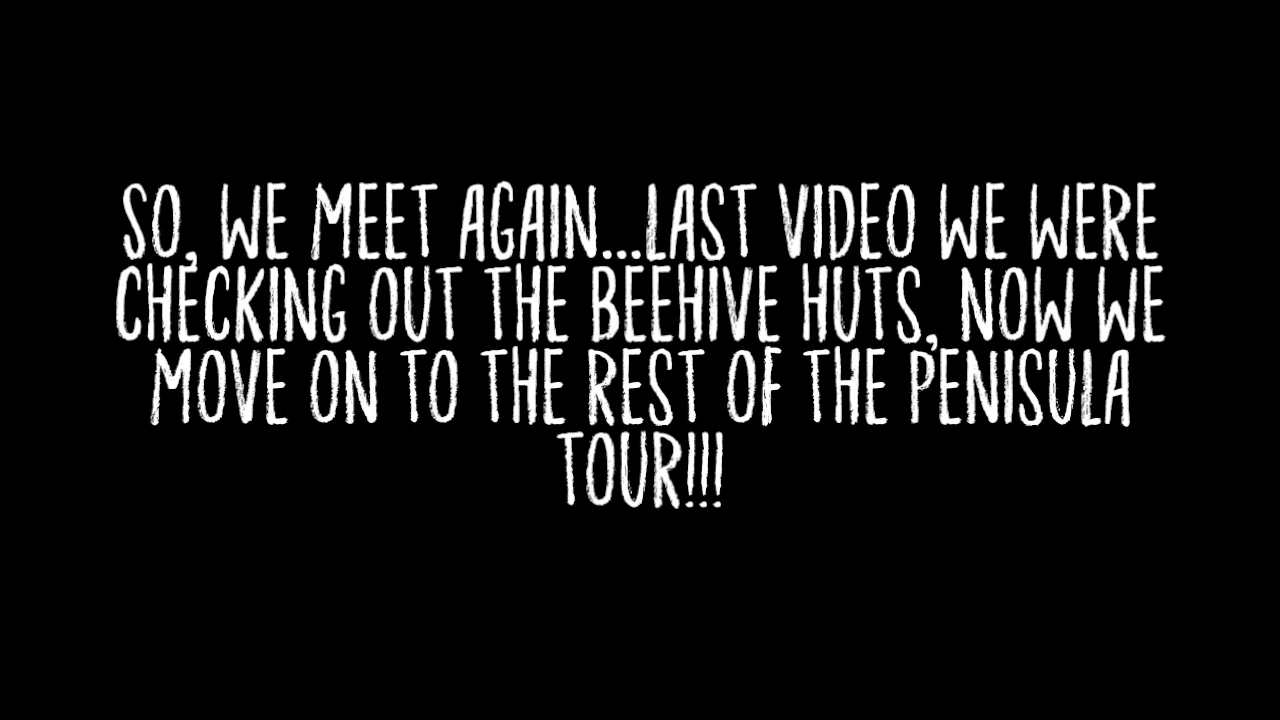 SO, WE MEET AGAIN...LAST VIDEO WE WERE
CHECKING OUT THE BEEHIVE HUTS, NOW WE
MOVE ON TO THE REST OF THE PENISULA
TOUR!!!